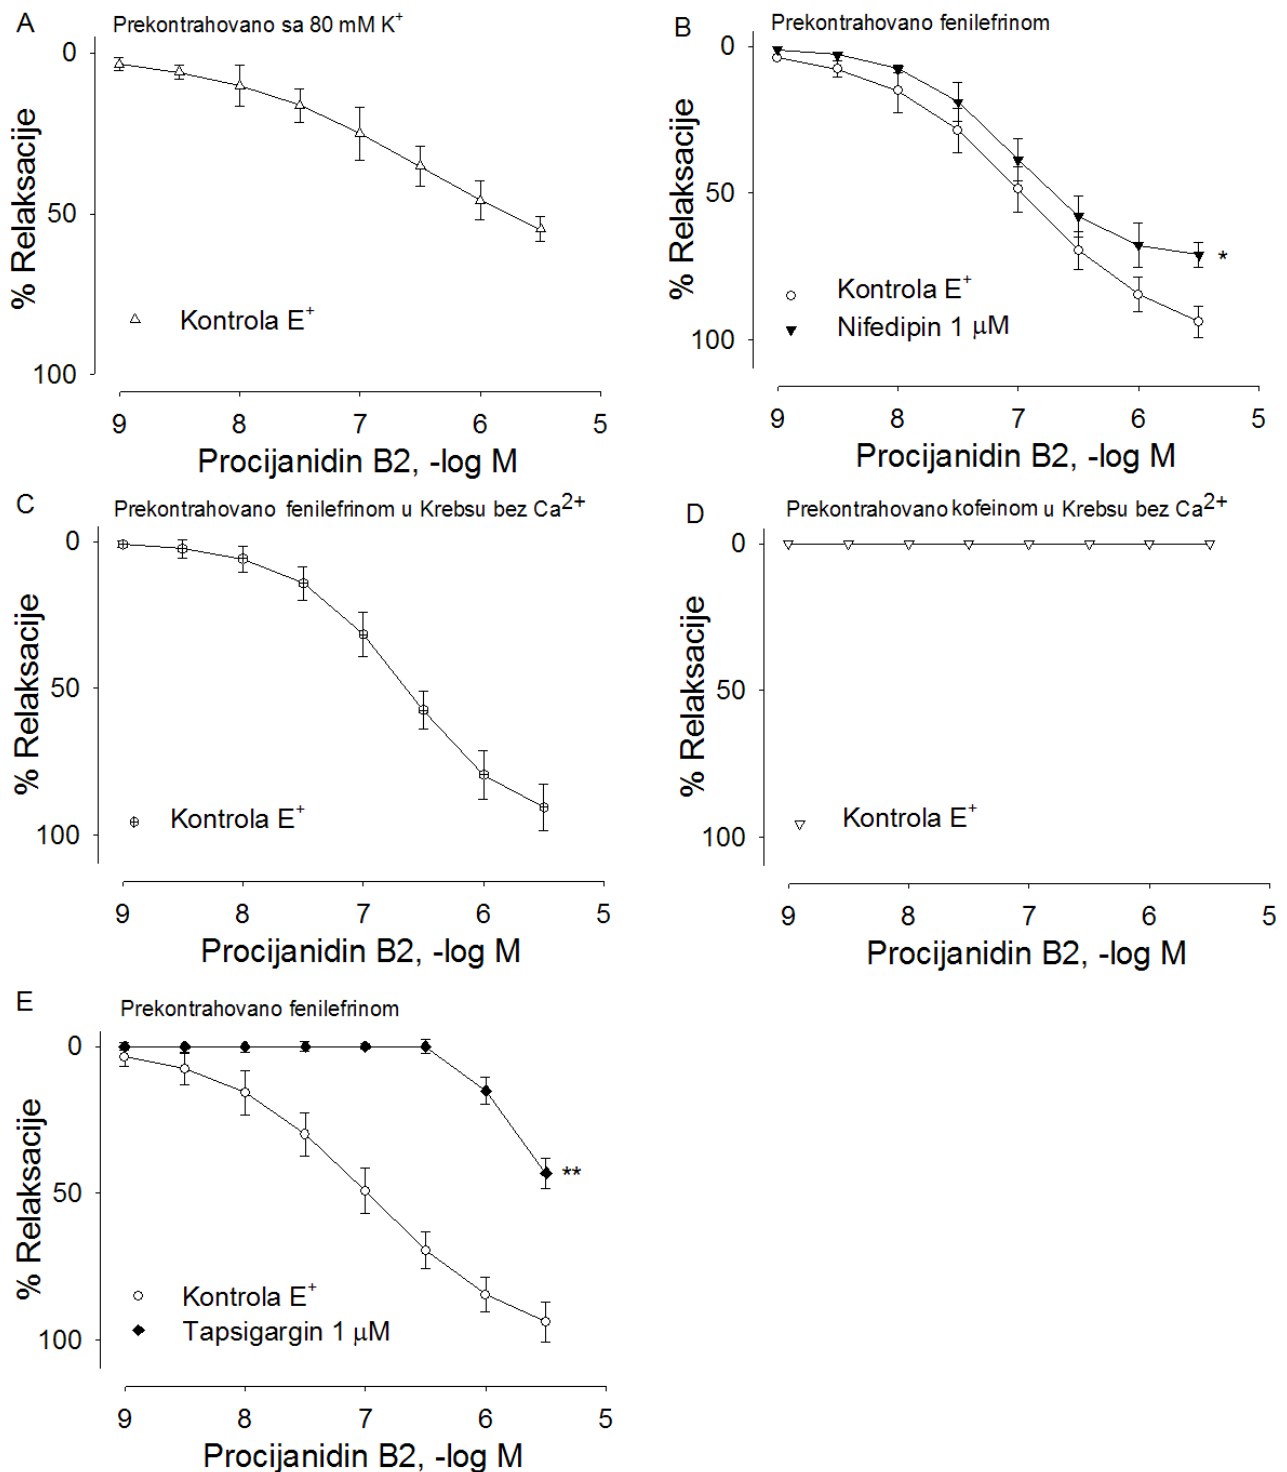 A
Prekontrahovano sa 80 mM K⁺
0
50
100
% Relaksacije
Kontrola E⁺
9 8 7 6 5
Procijanidin B2, -log M
B
Prekontrahovano fenilefrinom
0
50
100
% Relaksacije
*
Kontrola E⁺
Nifedipin 1 μM
9 8 7 6 5
Procijanidin B2, -log M
C
Prekontrahovano fenilefrinom u Krebsu bez Ca²⁺
0
50
100
% Relaksacije
Kontrola E⁺
9 8 7 6 5
Procijanidin B2, -log M
D
Prekontrahovano kofeinom u Krebsu bez Ca²⁺
0
50
100
% Relaksacije
Kontrola E⁺
9 8 7 6 5
Procijanidin B2, -log M
E
Prekontrahovano fenilefrinom
0
50
100
% Relaksacije
**
Kontrola E⁺
Tapsigargin 1 μM
9 8 7 6 5
Procijanidin B2, -log M